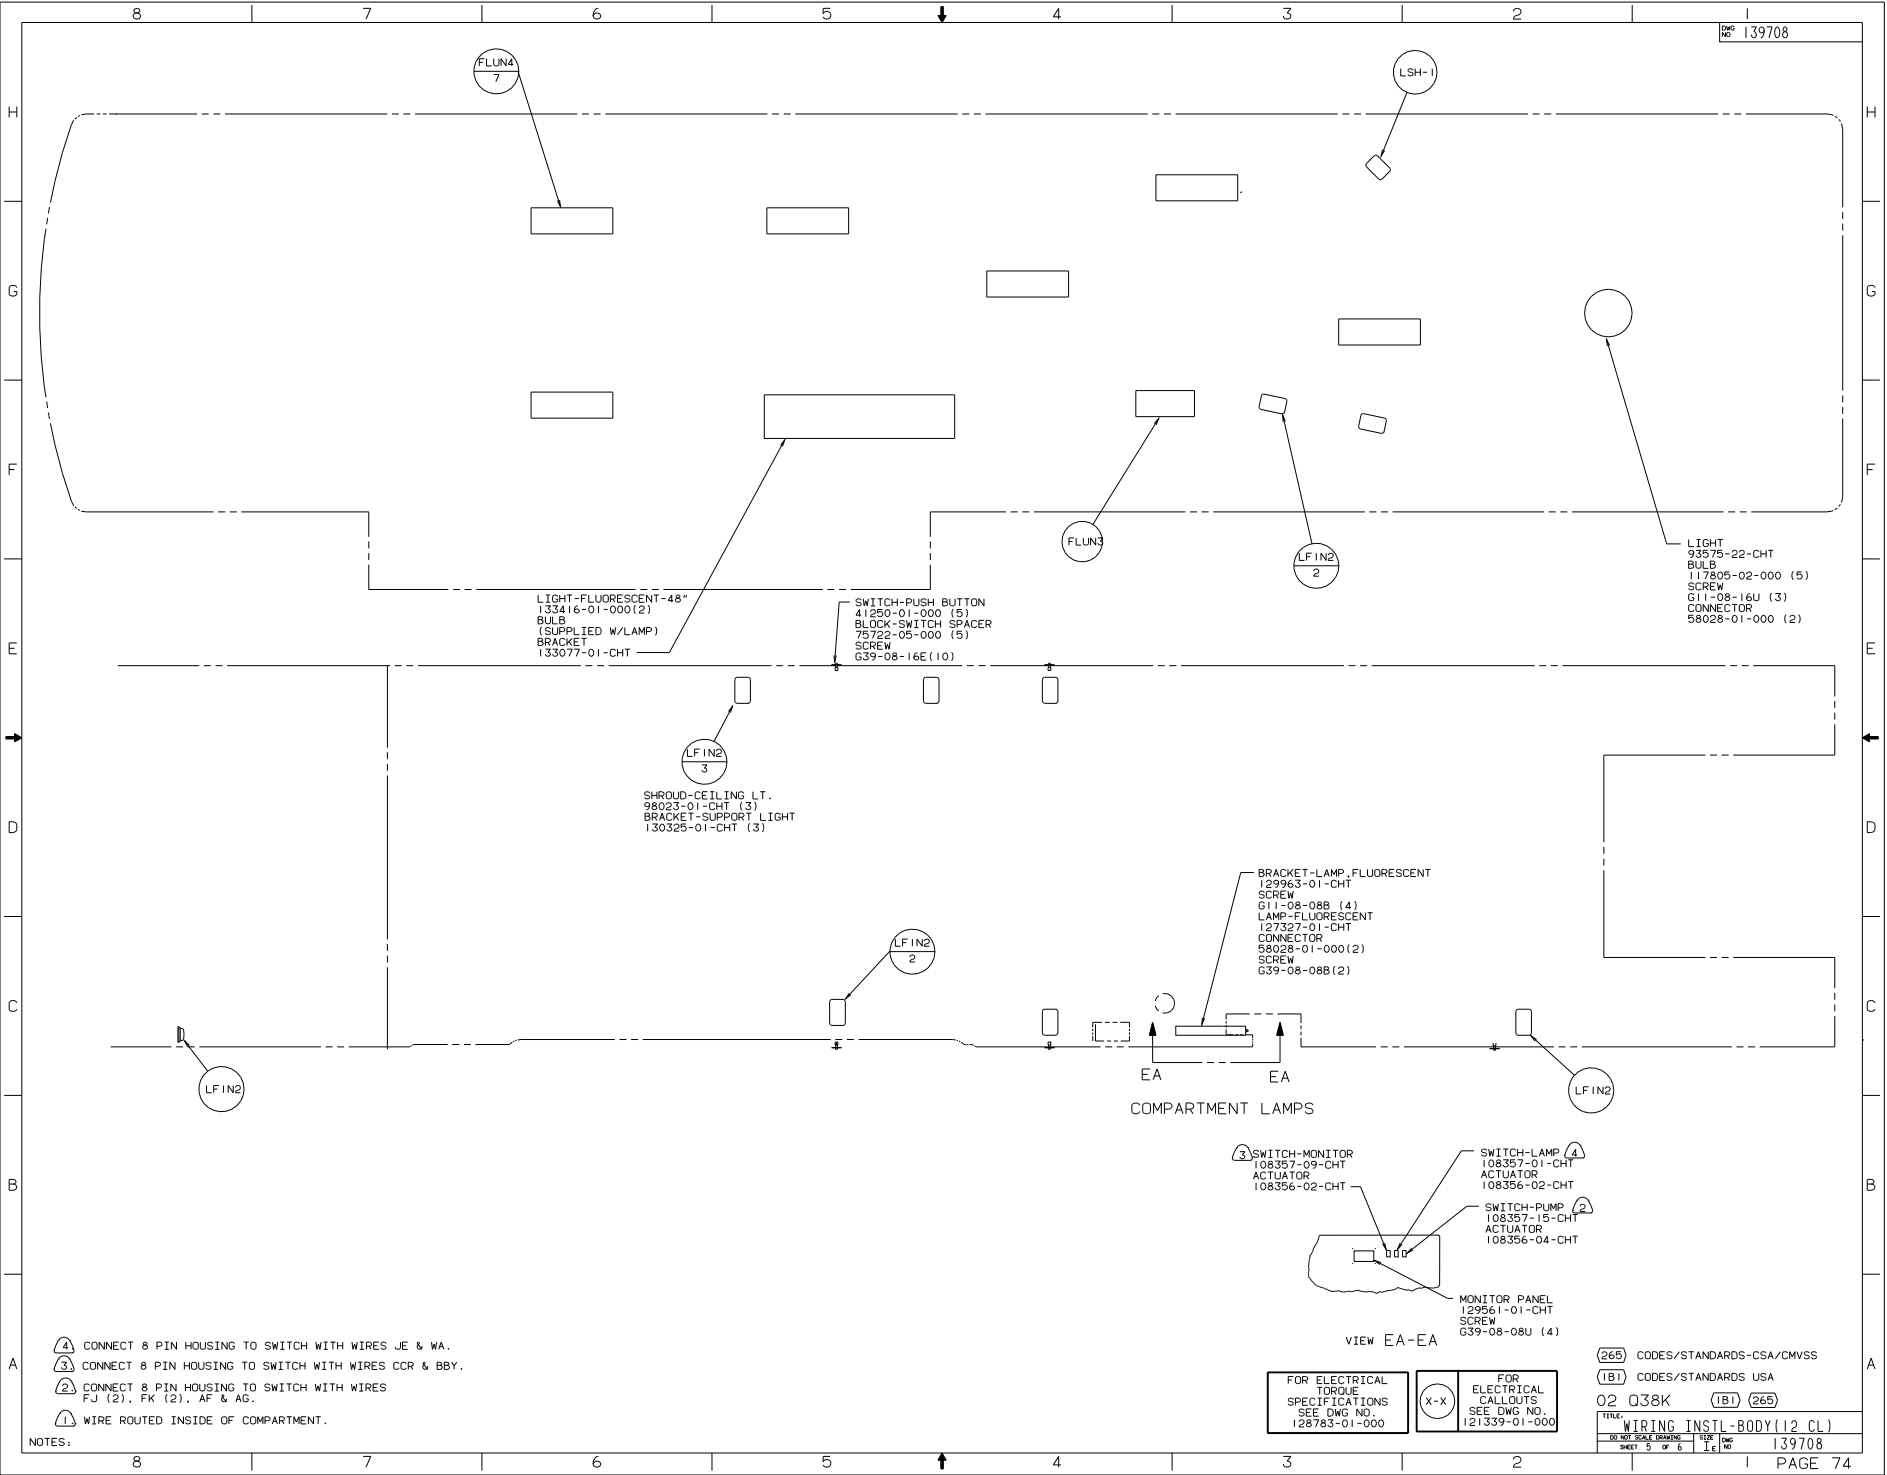 8 7 6 5 4 3 2 1
DWG NO 139708
FLUN4
7
LSH-1
H H
G G
F F
FLUN3
LFIN2
2
LIGHT
93575-22-CHT
BULB
117805-02-000 (5)
SCREW
G11-08-16U (3)
CONNECTOR
58028-01-000 (2)
LIGHT-FLUORESCENT-48"
133416-01-000(2)
BULB
(SUPPLIED W/LAMP)
BRACKET
133077-01-CHT
SWITCH-PUSH BUTTON
41250-01-000 (5)
BLOCK-SWITCH SPACER
75722-05-000 (5)
SCREW
G39-08-16E(10)
E E
LFIN2
3
SHROUD-CEILING LT.
98023-01-CHT (3)
BRACKET-SUPPORT LIGHT
130325-01-CHT (3)
D D
BRACKET-LAMP,FLUORESCENT
129963-01-CHT
SCREW
G11-08-08B (4)
LAMP-FLUORESCENT
127327-01-CHT
CONNECTOR
58028-01-000(2)
SCREW
G39-08-08B(2)
LFIN2
2
C C
LFIN2
EA EA
LFIN2
COMPARTMENT LAMPS
3 SWITCH-MONITOR
108357-09-CHT
ACTUATOR
108356-02-CHT
SWITCH-LAMP 4
108357-01-CHT
ACTUATOR
108356-02-CHT
B B
SWITCH-PUMP 2
108357-15-CHT
ACTUATOR
108356-04-CHT
MONITOR PANEL
129561-01-CHT
SCREW
G39-08-08U (4)
VIEW EA-EA
A A
4 CONNECT 8 PIN HOUSING TO SWITCH WITH WIRES JE & WA.
3. CONNECT 8 PIN HOUSING TO SWITCH WITH WIRES CCR & BBY.
2. CONNECT 8 PIN HOUSING TO SWITCH WITH WIRES
FJ (2), FK (2), AF & AG.
1. WIRE ROUTED INSIDE OF COMPARTMENT.
NOTES:
FOR ELECTRICAL
TORQUE
SPECIFICATIONS
SEE DWG NO.
128783-01-000
X-X
FOR
ELECTRICAL
CALLOUTS
SEE DWG NO.
121339-01-000
265 CODES/STANDARDS-CSA/CMVSS
1B1 CODES/STANDARDS USA
02 Q38K 1B1 265
TITLE.
WIRING INSTL-BODY(12 CL)
DO NOT SCALE DRAWING
SHEET 5 OF 6
SIZE
IE
DWG NO 139708
8 7 6 5 4 3 2 1
PAGE 74